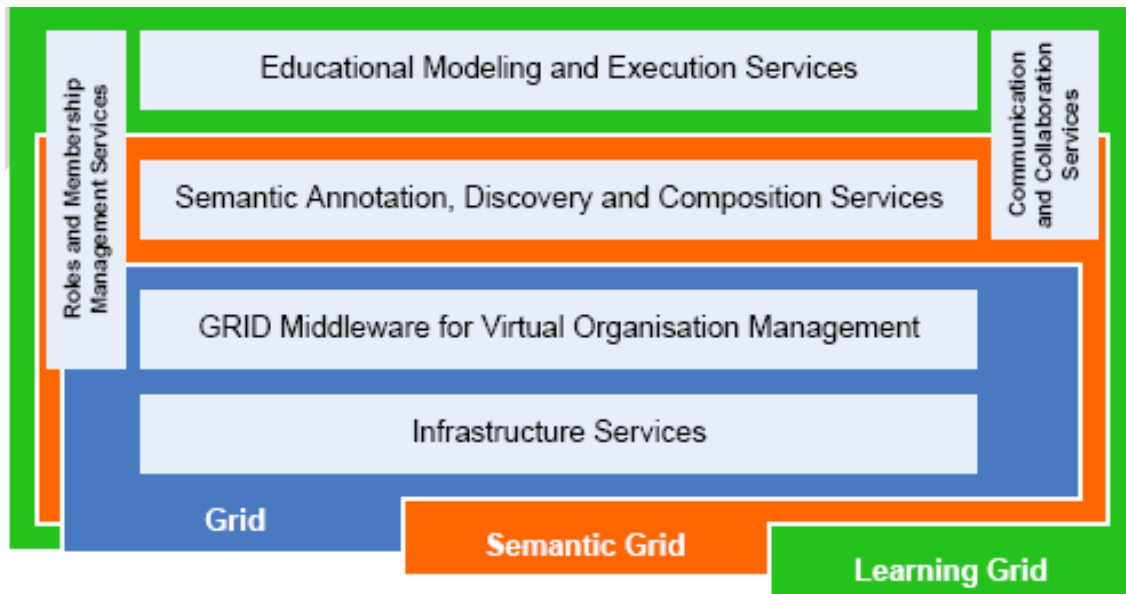 Educational Modeling and Execution Services
Roles and Membership
Management Services
Communication
and Collaboration
Services
Semantic Annotation, Discovery and Composition Services
GRID Middleware for Virtual Organisation Management
Infrastructure Services
Grid
Semantic Grid
Learning Grid